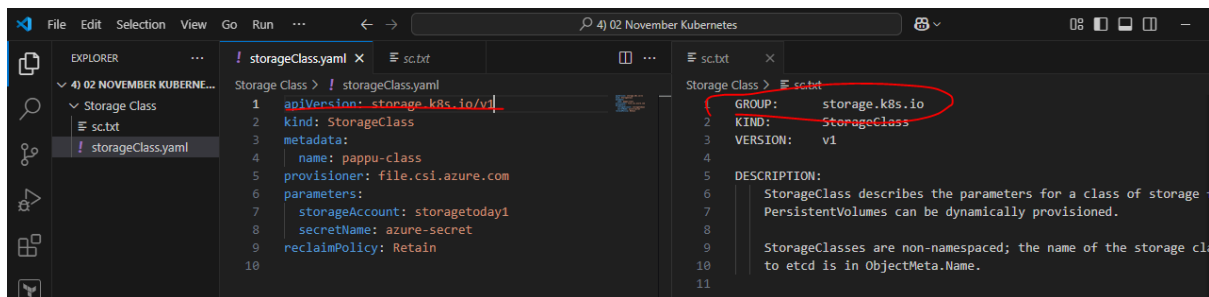 File Edit Selection View Go Run ··· 4) 02 November Kubernetes
EXPLORER ···
4) 02 NOVEMBER KUBERNE...
Storage Class
sc.txt
! storageClass.yaml
! storageClass.yaml
sc.txt
···
Storage Class > ! storageClass.yaml
1 apiVersion: storage.k8s.io/v1
2 kind: StorageClass
3 metadata:
4 name: pappu-class
5 provisioner: file.csi.azure.com
6 parameters:
7 storageAccount: storagetoday1
8 secretName: azure-secret
9 reclaimPolicy: Retain
10
sc.txt
Storage Class > sc.txt
1 GROUP: storage.k8s.io
2 KIND: StorageClass
3 VERSION: v1
4
5 DESCRIPTION:
6 StorageClass describes the parameters for a class of storage
7 PersistentVolumes can be dynamically provisioned.
8
9 StorageClasses are non-namespaced; the name of the storage cl
10 to etcd is in ObjectMeta.Name.
11